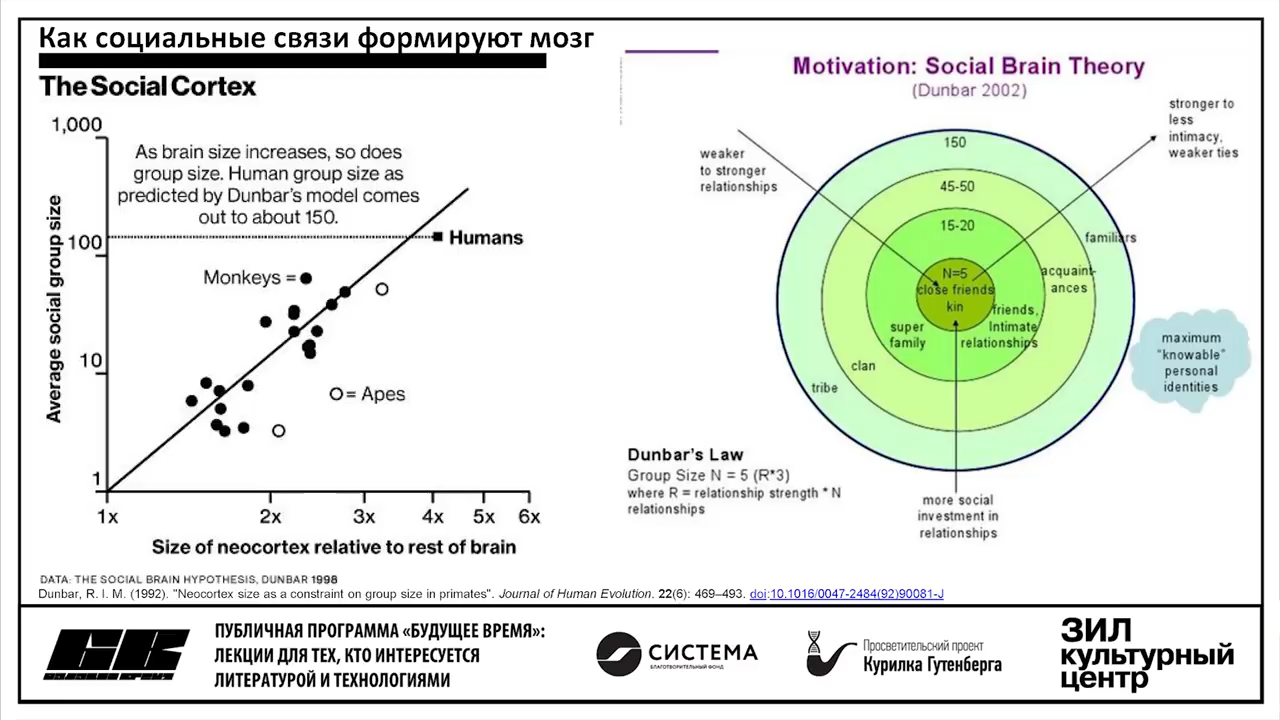 Как социальные связи формируют мозг
The Social Cortex
1,000
As brain size increases, so does
group size. Human group size as
predicted by Dunbar's model comes
out to about 150.
100
Humans
Monkeys =
10
= Apes
1
Average social group size
1x 2x 3x 4x 5x 6x
Size of neocortex relative to rest of brain
Motivation: Social Brain Theory
(Dunbar 2002)
weaker
to stronger
relationships
stronger to
less
intimacy,
weaker ties
150
45-50
15-20
N=5
close friends
kin
familiars
acquaint-
ances
friends,
Intimate
relationships
super
family
clan
tribe
maximum
"knowable"
personal
identities
Dunbar's Law
Group Size N = 5 (R*3)
where R = relationship strength * N
relationships
more social
investment in
relationships
DATA: THE SOCIAL BRAIN HYPOTHESIS, DUNBAR 1998
Dunbar, R. I. M. (1992). "Neocortex size as a constraint on group size in primates". Journal of Human Evolution. 22(6): 469–493. doi:10.1016/0047-2484(92)90081-J
БВ
ПУБЛИЧНАЯ ПРОГРАММА «БУДУЩЕЕ ВРЕМЯ»:
ЛЕКЦИИ ДЛЯ ТЕХ, КТО ИНТЕРЕСУЕТСЯ
ЛИТЕРАТУРОЙ И ТЕХНОЛОГИЯМИ
СИСТЕМА
БЛАГОТВОРИТЕЛЬНЫЙ ФОНД
Просветительский проект
Курилка Гутенберга
ЗИЛ
культурный
центр